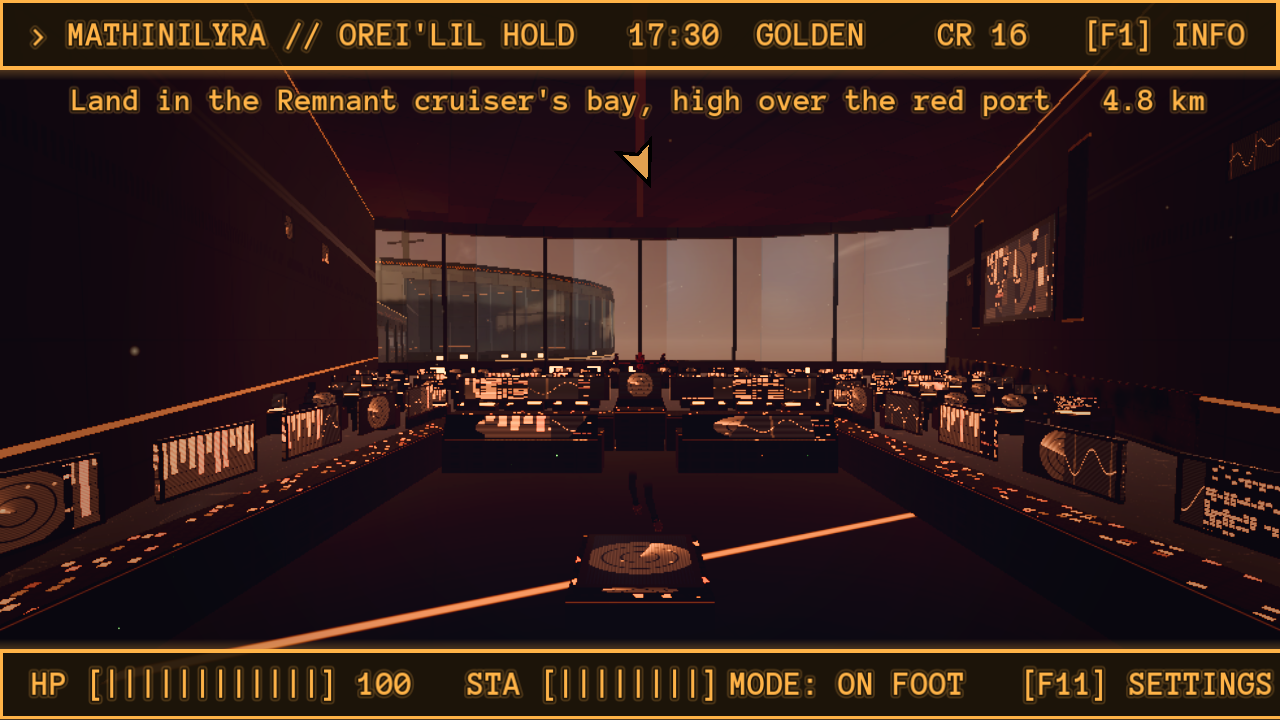 › MATHINILYRA // OREI'LIL HOLD 17:30 GOLDEN CR 16 [F1] INFO
Land in the Remnant cruiser's bay, high over the red port 4.8 km
HP [||||||||||||] 100 STA [||||||||] MODE: ON FOOT [F11] SETTINGS